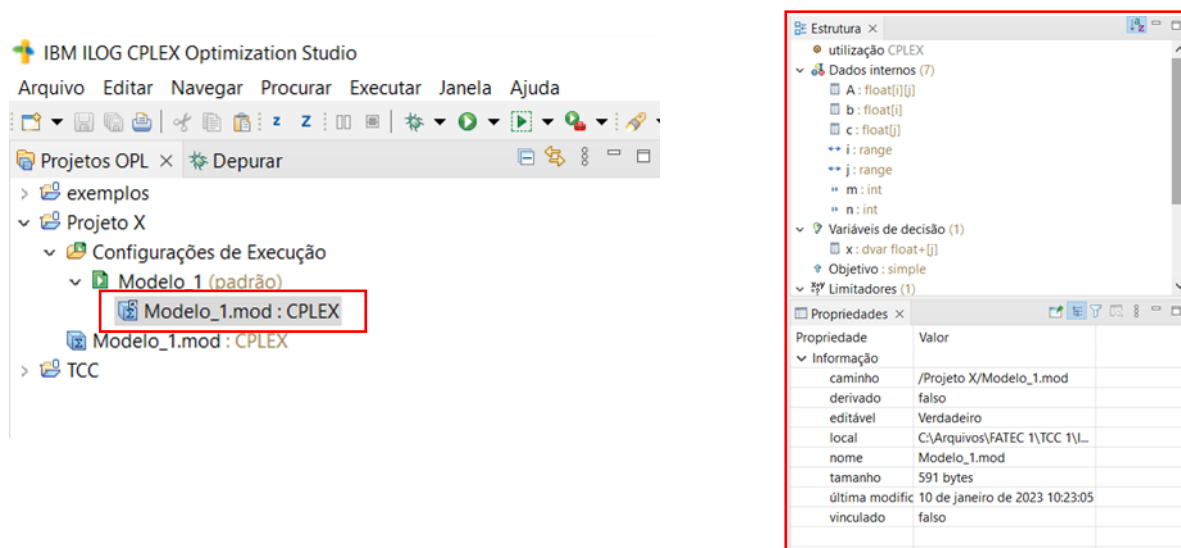 IBM ILOG CPLEX Optimization Studio
Arquivo Editar Navegar Procurar Executar Janela Ajuda
Projetos OPL Depurar
exemplos
Projeto X
Configurações de Execução
Modelo_1 (padrão)
Modelo_1.mod : CPLEX
Modelo_1.mod : CPLEX
TCC
Estrutura
utilização CPLEX
Dados internos (7)
A : float[i][j]
b : float[i]
c : float[j]
i : range
j : range
m : int
n : int
Variáveis de decisão (1)
x : dvar float+[j]
Objetivo : simple
Limitadores (1)
Propriedades
Propriedade Valor
Informação
caminho /Projeto X/Modelo_1.mod
derivado falso
editável Verdadeiro
local C:\Arquivos\FATEC 1\TCC 1\I...
nome Modelo_1.mod
tamanho 591 bytes
última modific 10 de janeiro de 2023 10:23:05
vinculado falso